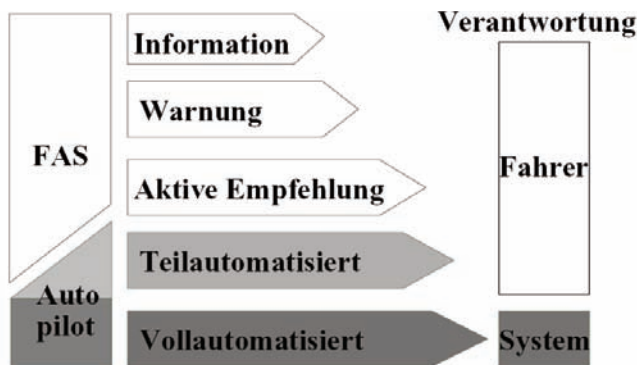 Verantwortung
Information
Warnung
FAS
Aktive Empfehlung
Fahrer
Teilautomatisiert
Auto
pilot
Vollautomatisiert
System